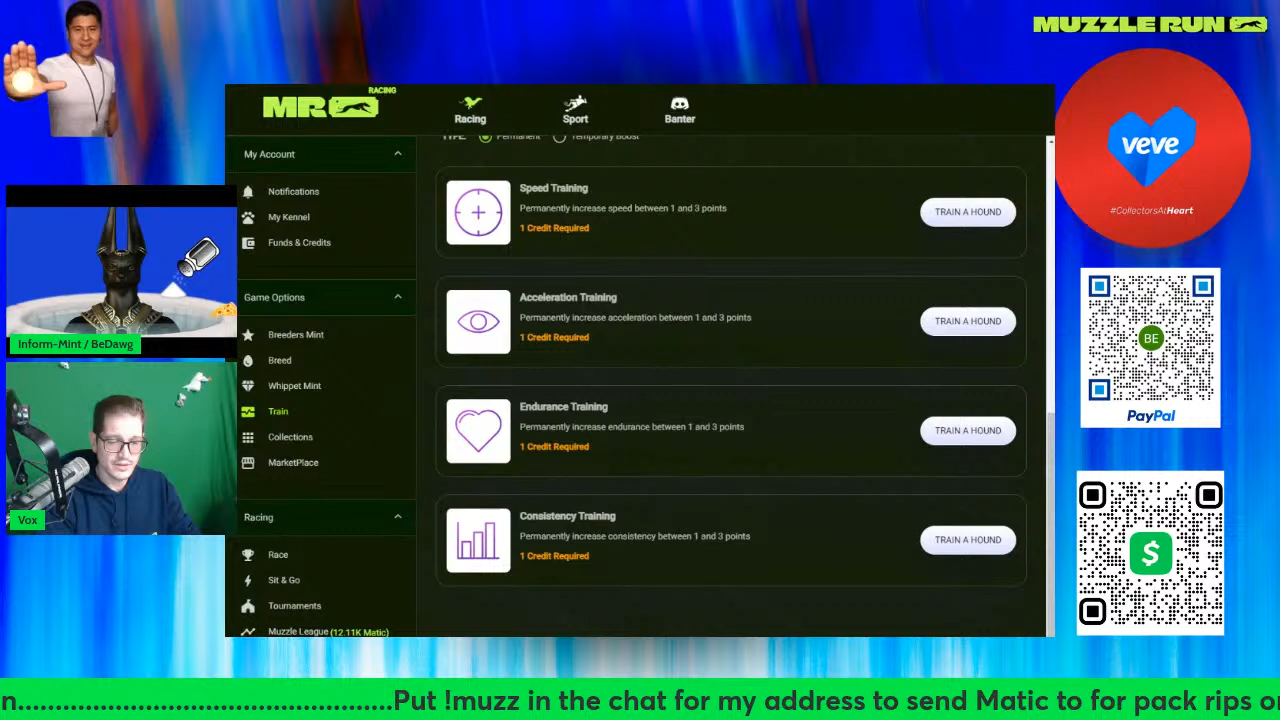 MUZZLE RUN
RACING
MR
Racing
Sport
Banter
TYPE
Permanent
Temporary Boost
My Account
Notifications
My Kennel
Funds & Credits
Game Options
Breeders Mint
Breed
Whippet Mint
Train
Collections
MarketPlace
Racing
Race
Sit & Go
Tournaments
Muzzle League (12.11K Matic)
Speed Training
Permanently increase speed between 1 and 3 points
1 Credit Required
TRAIN A HOUND
Acceleration Training
Permanently increase acceleration between 1 and 3 points
1 Credit Required
TRAIN A HOUND
Endurance Training
Permanently increase endurance between 1 and 3 points
1 Credit Required
TRAIN A HOUND
Consistency Training
Permanently increase consistency between 1 and 3 points
1 Credit Required
TRAIN A HOUND
Inform-Mint / BeDawg
Vox
veve
#CollectorsAtHeart
BE
PayPal
$
n.................................................Put !muzz in the chat for my address to send Matic to for pack rips o